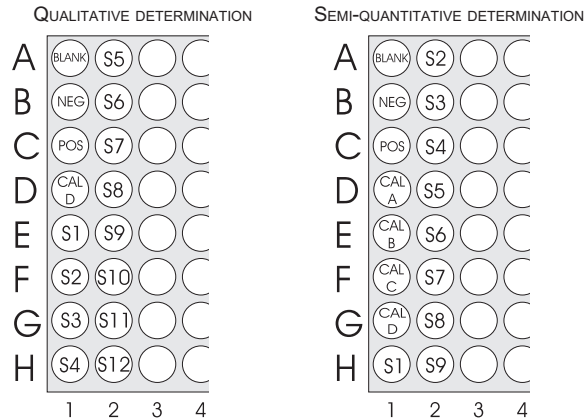 QUALITATIVE DETERMINATION
A BLANK S5
B NEG S6
C POS S7
D CAL D S8
E S1 S9
F S2 S10
G S3 S11
H S4 S12
1 2 3 4
SEMI-QUANTITATIVE DETERMINATION
A BLANK S2
B NEG S3
C POS S4
D CAL A S5
E CAL B S6
F CAL C S7
G CAL D S8
H S1 S9
1 2 3 4